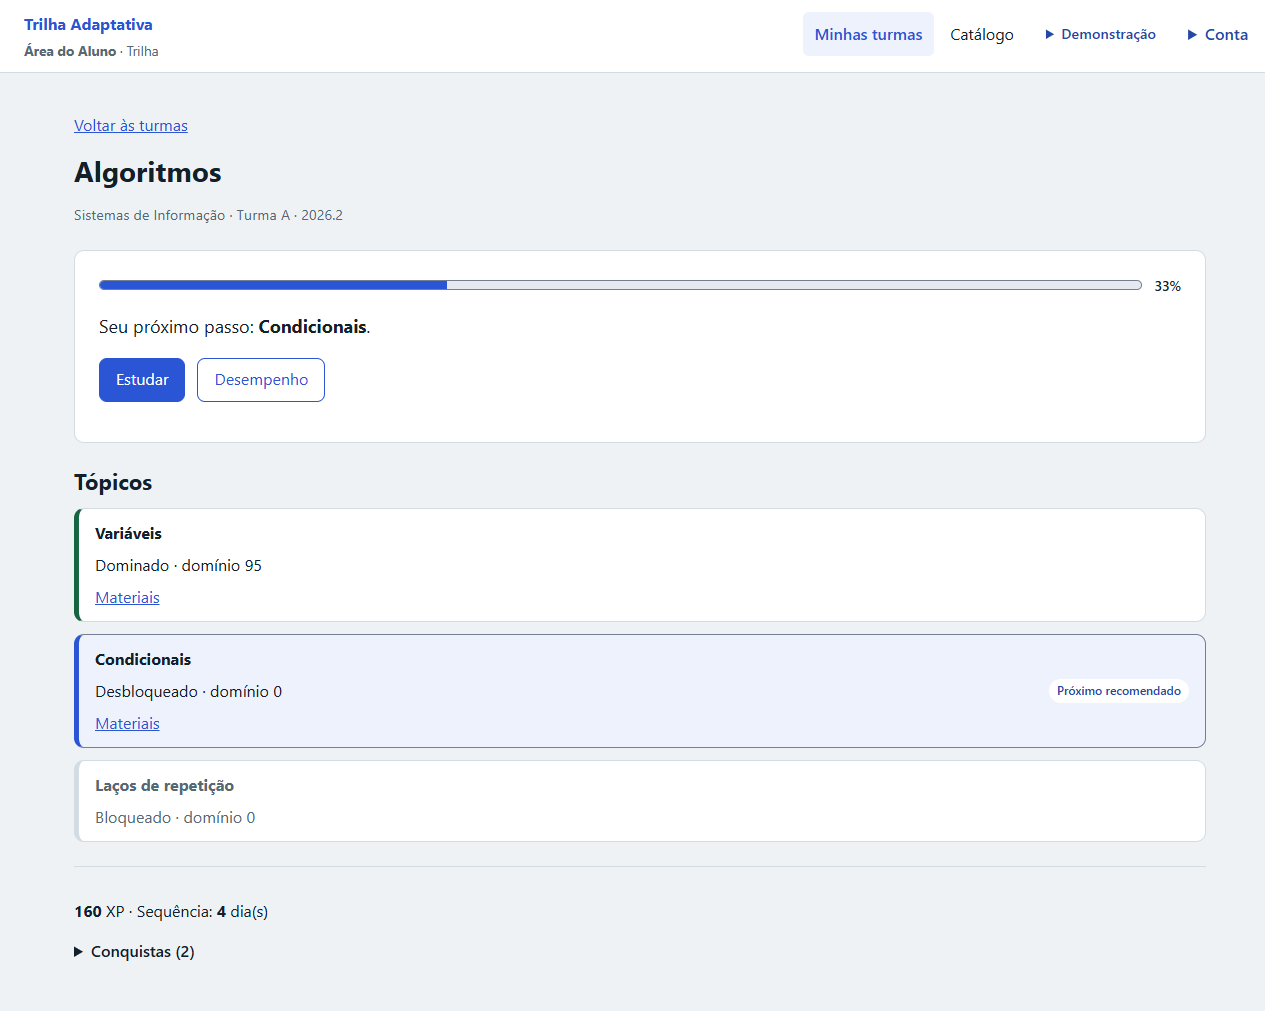 Trilha Adaptativa
Área do Aluno · Trilha
Minhas turmas
Catálogo
Demonstração
Conta
Voltar às turmas
Algoritmos
Sistemas de Informação · Turma A · 2026.2
33%
Seu próximo passo: Condicionais.
Estudar
Desempenho
Tópicos
Variáveis
Dominado · domínio 95
Materiais
Condicionais
Desbloqueado · domínio 0
Próximo recomendado
Materiais
Laços de repetição
Bloqueado · domínio 0
160 XP · Sequência: 4 dia(s)
Conquistas (2)